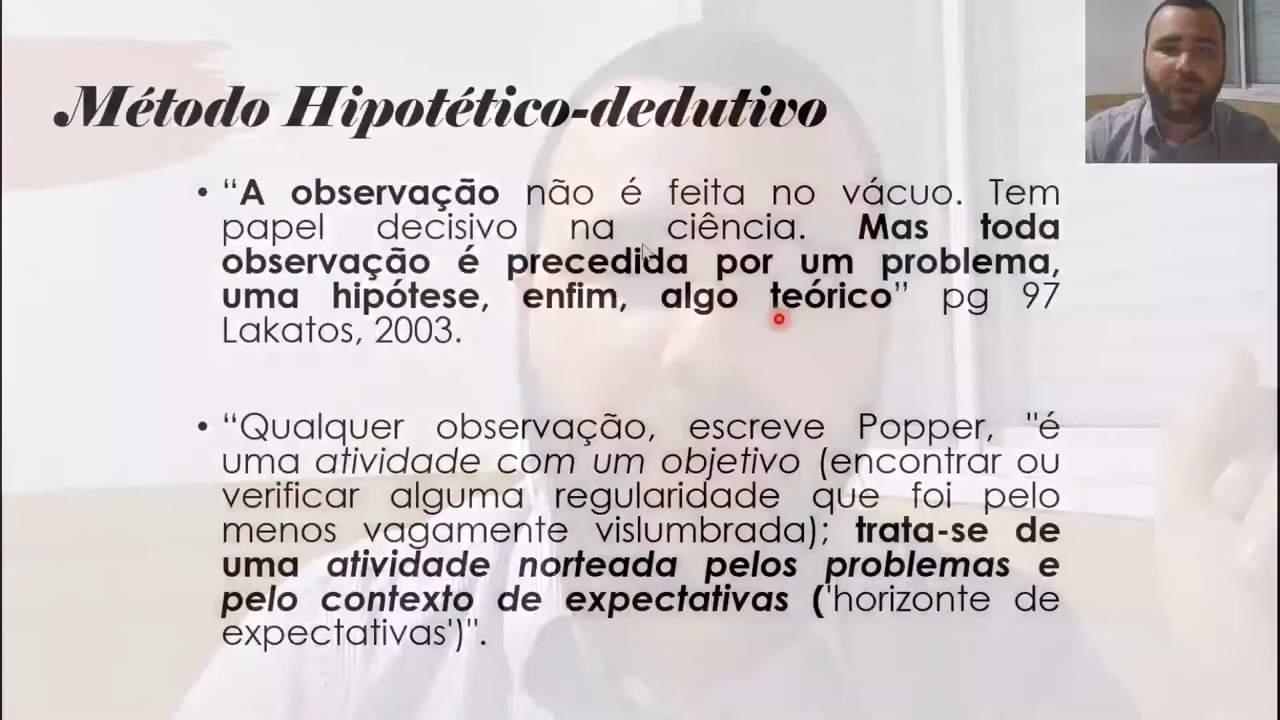 Método Hipotético-dedutivo
• “A observação não é feita no vácuo. Tem
papel decisivo na ciência. Mas toda
observação é precedida por um problema,
uma hipótese, enfim, algo teórico” pg 97
Lakatos, 2003.
• “Qualquer observação, escreve Popper, "é
uma atividade com um objetivo (encontrar ou
verificar alguma regularidade que foi pelo
menos vagamente vislumbrada); trata-se de
uma atividade norteada pelos problemas e
pelo contexto de expectativas ('horizonte de
expectativas')".